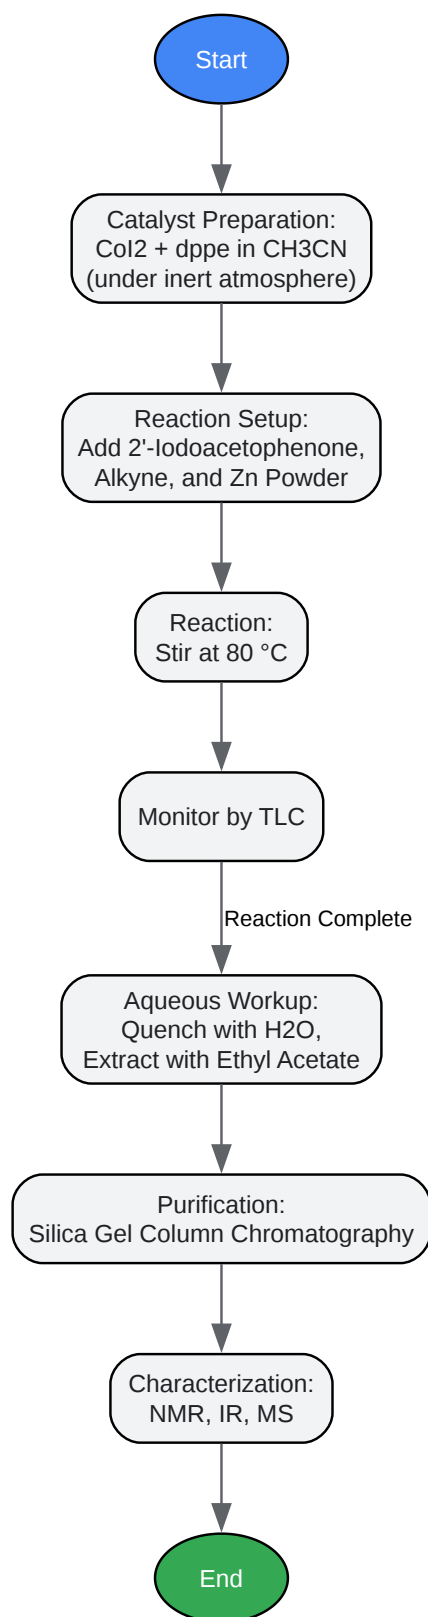 Start
Catalyst Preparation:
CoI2 + dppe in CH3CN
(under inert atmosphere)
Reaction Setup:
Add 2'-Iodoacetophenone,
Alkyne, and Zn Powder
Reaction:
Stir at 80 °C
Monitor by TLC
Reaction Complete
Aqueous Workup:
Quench with H2O,
Extract with Ethyl Acetate
Purification:
Silica Gel Column Chromatography
Characterization:
NMR, IR, MS
End